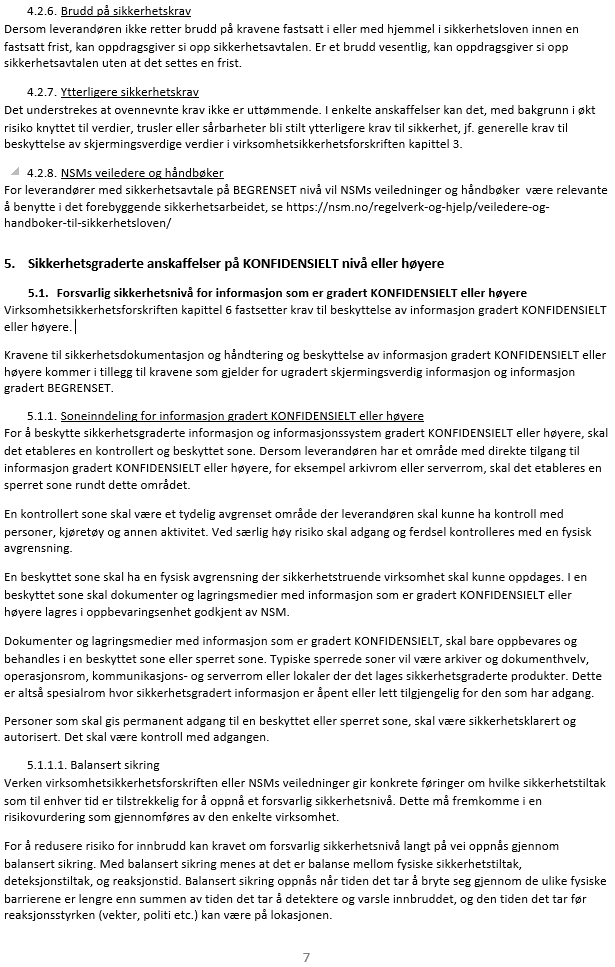 4.2.6. Brudd på sikkerhetskrav
Dersom leverandøren ikke retter brudd på kravene fastsatt i eller med hjemmel i sikkerhetsloven innen en
fastsatt frist, kan oppdragsgiver si opp sikkerhetsavtalen. Er et brudd vesentlig, kan oppdragsgiver si opp
sikkerhetsavtalen uten at det settes en frist.
4.2.7. Ytterligere sikkerhetskrav
Det understrekes at ovennevnte krav ikke er uttømmende. I enkelte anskaffelser kan det, med bakgrunn i økt
risiko knyttet til verdier, trusler eller sårbarheter bli stilt ytterligere krav til sikkerhet, jf. generelle krav til
beskyttelse av skjermingsverdige verdier i virksomhetsikkerhetsforskriften kapittel 3.
4.2.8. NSMs veiledere og håndbøker
For leverandører med sikkerhetsavtale på BEGRENSET nivå vil NSMs veiledninger og håndbøker  være relevante
å benytte i det forebyggende sikkerhetsarbeidet, se https://nsm.no/regelverk-og-hjelp/veiledere-og-
handboker-til-sikkerhetsloven/
5. Sikkerhetsgraderte anskaffelser på KONFIDENSIELT nivå eller høyere
5.1. Forsvarlig sikkerhetsnivå for informasjon som er gradert KONFIDENSIELT eller høyere
Virksomhetsikkerhetsforskriften kapittel 6 fastsetter krav til beskyttelse av informasjon gradert KONFIDENSIELT
eller høyere.
Kravene til sikkerhetsdokumentasjon og håndtering og beskyttelse av informasjon gradert KONFIDENSIELT eller
høyere kommer i tillegg til kravene som gjelder for ugradert skjermingsverdig informasjon og informasjon
gradert BEGRENSET.
5.1.1. Soneinndeling for informasjon gradert KONFIDENSIELT eller høyere
For å beskytte sikkerhetsgraderte informasjon og informasjonssystem gradert KONFIDENSIELT eller høyere, skal
det etableres en kontrollert og beskyttet sone. Dersom leverandøren har et område med direkte tilgang til
informasjon gradert KONFIDENSIELT eller høyere, for eksempel arkivrom eller serverrom, skal det etableres en
sperret sone rundt dette området.
En kontrollert sone skal være et tydelig avgrenset område der leverandøren skal kunne ha kontroll med
personer, kjøretøy og annen aktivitet. Ved særlig høy risiko skal adgang og ferdsel kontrolleres med en fysisk
avgrensning.
En beskyttet sone skal ha en fysisk avgrensning der sikkerhetstruende virksomhet skal kunne oppdages. I en
beskyttet sone skal dokumenter og lagringsmedier med informasjon som er gradert KONFIDENSIELT eller
høyere lagres i oppbevaringsenhet godkjent av NSM.
Dokumenter og lagringsmedier med informasjon som er gradert KONFIDENSIELT, skal bare oppbevares og
behandles i en beskyttet sone eller sperret sone. Typiske sperrede soner vil være arkiver og dokumenthvelv,
operasjonsrom, kommunikasjons- og serverrom eller lokaler der det lages sikkerhetsgraderte produkter. Dette
er altså spesialrom hvor sikkerhetsgradert informasjon er åpent eller lett tilgjengelig for den som har adgang.
Personer som skal gis permanent adgang til en beskyttet eller sperret sone, skal være sikkerhetsklarert og
autorisert. Det skal være kontroll med adgangen.
5.1.1.1. Balansert sikring
Verken virksomhetsikkerhetsforskriften eller NSMs veiledninger gir konkrete føringer om hvilke sikkerhetstiltak
som til enhver tid er tilstrekkelig for å oppnå et forsvarlig sikkerhetsnivå. Dette må fremkomme i en
risikovurdering som gjennomføres av den enkelte virksomhet.
For å redusere risiko for innbrudd kan kravet om forsvarlig sikkerhetsnivå langt på vei oppnås gjennom
balansert sikring. Med balansert sikring menes at det er balanse mellom fysiske sikkerhetstiltak,
deteksjonstiltak, og reaksjonstid. Balansert sikring oppnås når tiden det tar å bryte seg gjennom de ulike fysiske
barrierene er lengre enn summen av tiden det tar å detektere og varsle innbruddet, og den tiden det tar før
reaksjonsstyrken (vekter, politi etc.) kan være på lokasjonen.
7